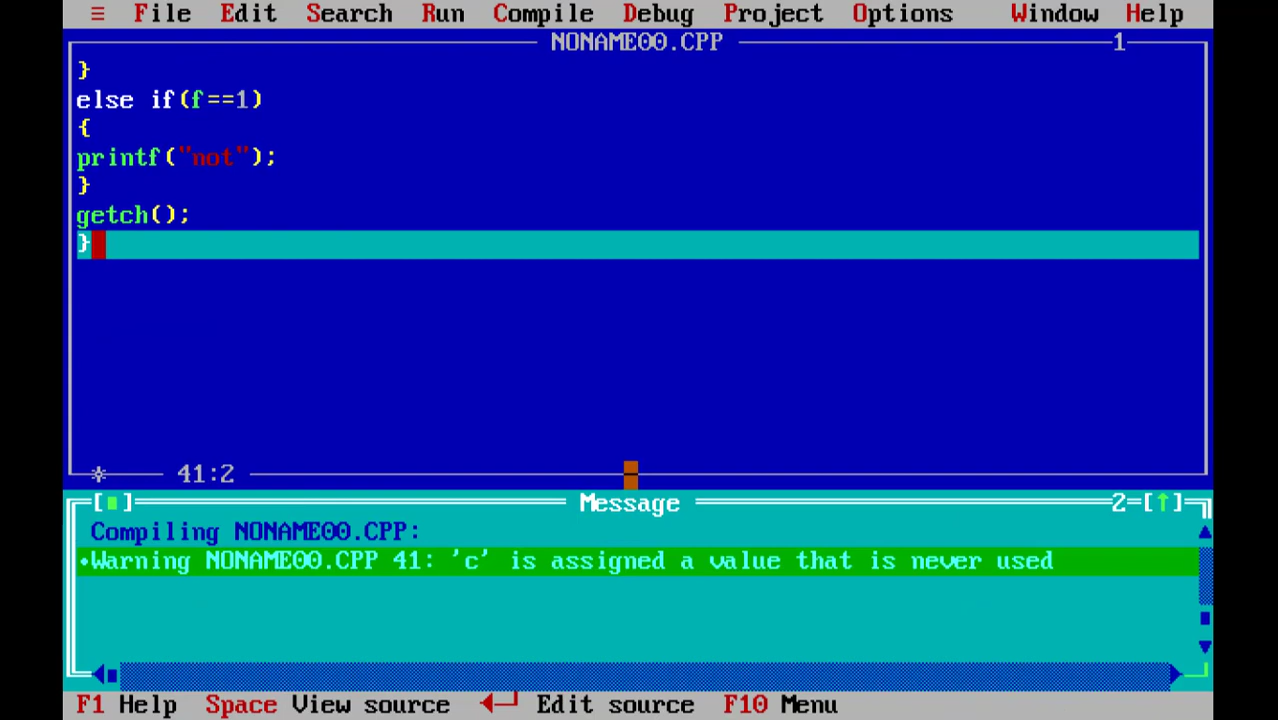 ≡ File Edit Search Run Compile Debug Project Options Window Help
NONAME00.CPP 1
}
else if(f==1)
{
printf("not");
}
getch();
}
41:2
[■] Message 2=[↑]
Compiling NONAME00.CPP:
•Warning NONAME00.CPP 41: 'c' is assigned a value that is never used
F1 Help Space View source ◄─┘ Edit source F10 Menu